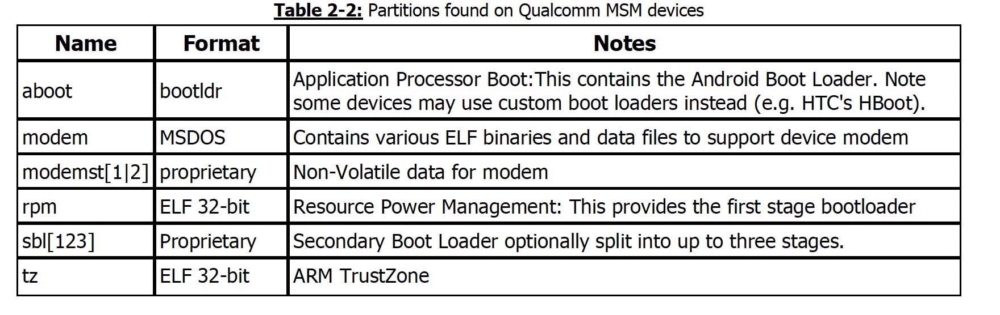 Table 2-2: Partitions found on Qualcomm MSM devices
Name Format Notes
aboot bootldr Application Processor Boot:This contains the Android Boot Loader. Note
some devices may use custom boot loaders instead (e.g. HTC's HBoot).
modem MSDOS Contains various ELF binaries and data files to support device modem
modemst[1|2] proprietary Non-Volatile data for modem
rpm ELF 32-bit Resource Power Management: This provides the first stage bootloader
sbl[123] Proprietary Secondary Boot Loader optionally split into up to three stages.
tz ELF 32-bit ARM TrustZone